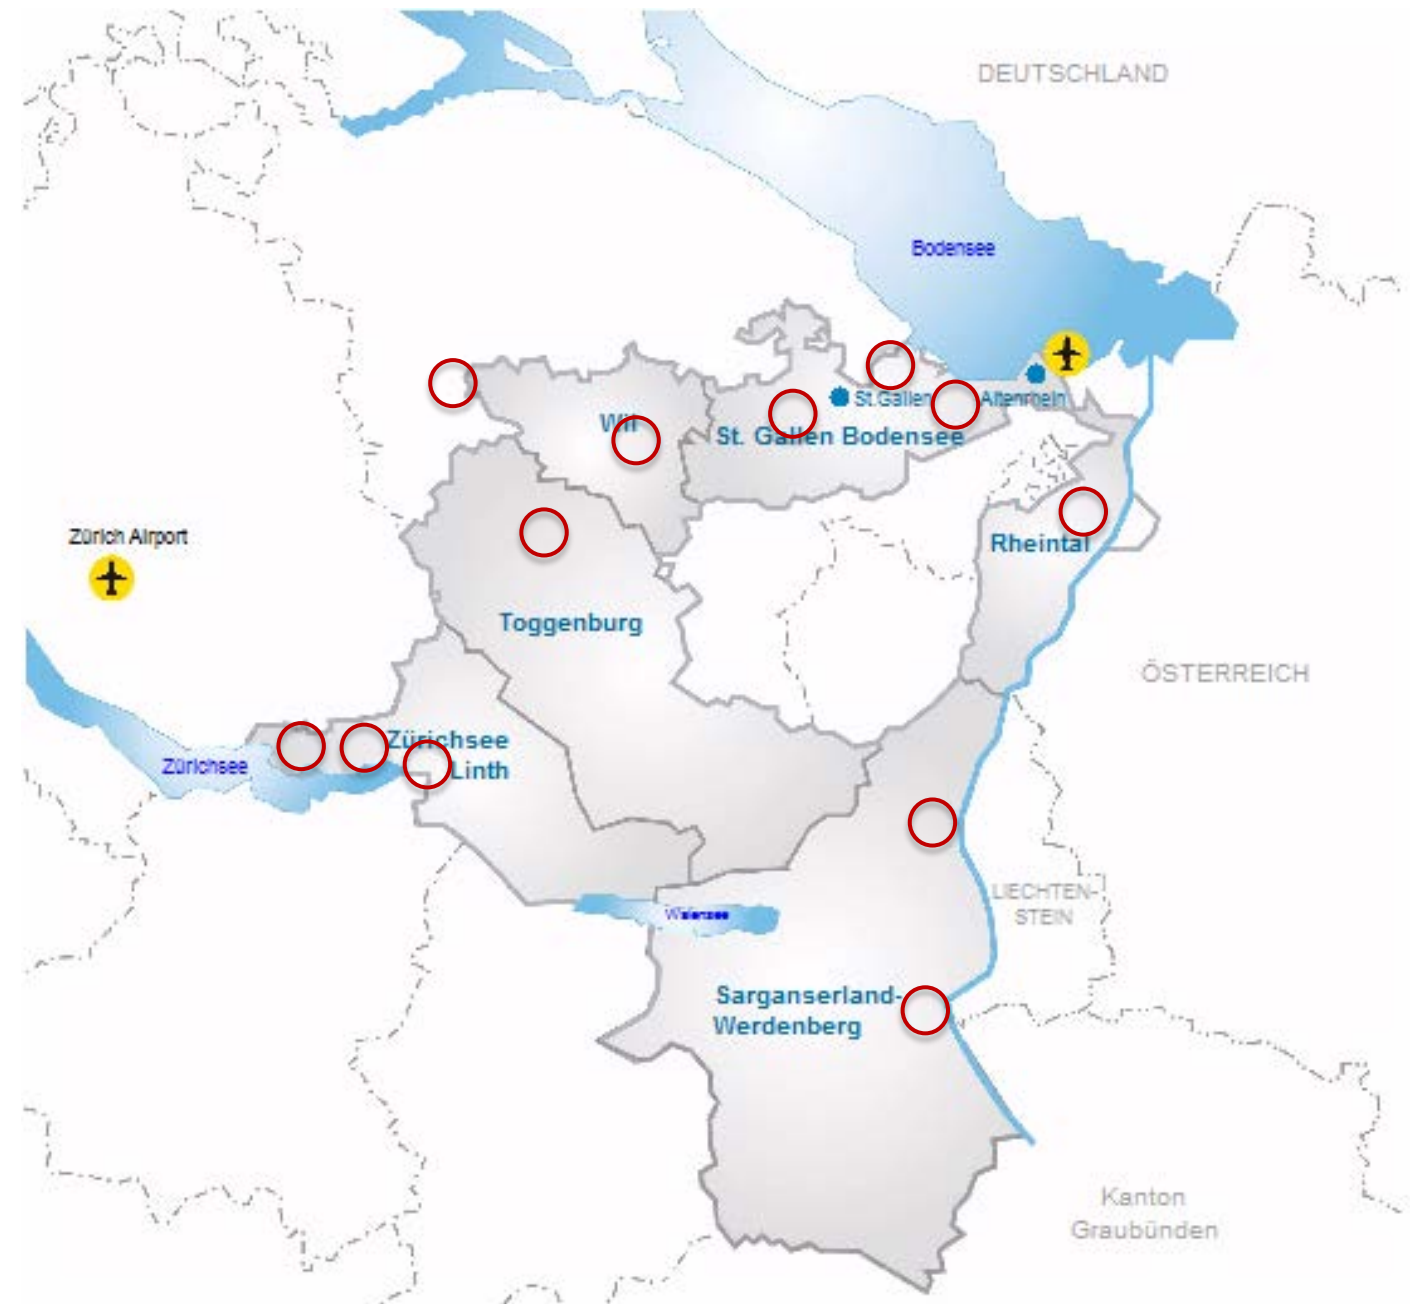 DEUTSCHLAND
Bodensee
St.Gallen
Altenrhein
Wil
St. Gallen Bodensee
Zürich Airport
Rheintal
Toggenburg
ÖSTERREICH
Zürichsee
Linth
Zürichsee
LIECHTEN-
STEIN
Walensee
Sarganserland-
Werdenberg
Kanton
Graubünden